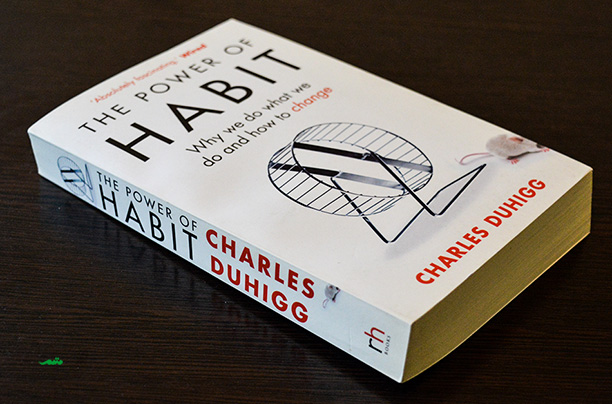 'Absolutely fascinating.' Wired
THE POWER OF
HABIT
Why we do what we
do and how to change
CHARLES DUHIGG
THE POWER OF
HABIT
CHARLES
DUHIGG
rh
BOOKS